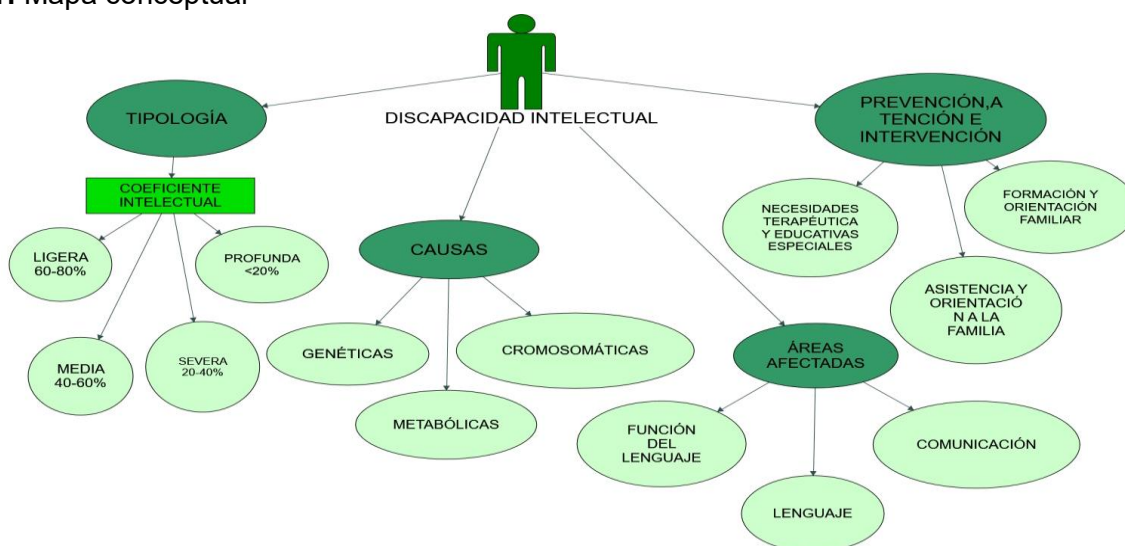 Mapa conceptual
DISCAPACIDAD INTELECTUAL
TIPOLOGÍA
COEFICIENTE
INTELECTUAL
LIGERA
60-80%
PROFUNDA
<20%
MEDIA
40-60%
SEVERA
20-40%
CAUSAS
GENÉTICAS
CROMOSOMÁTICAS
METABÓLICAS
PREVENCIÓN,A
TENCIÓN E
INTERVENCIÓN
NECESIDADES
TERAPÉUTICA
Y EDUCATIVAS
ESPECIALES
FORMACIÓN Y
ORIENTACIÓN
FAMILIAR
ASISTENCIA Y
ORIENTACIÓ
N A LA
FAMILIA
ÁREAS
AFECTADAS
FUNCIÓN
DEL
LENGUAJE
COMUNICACIÓN
LENGUAJE